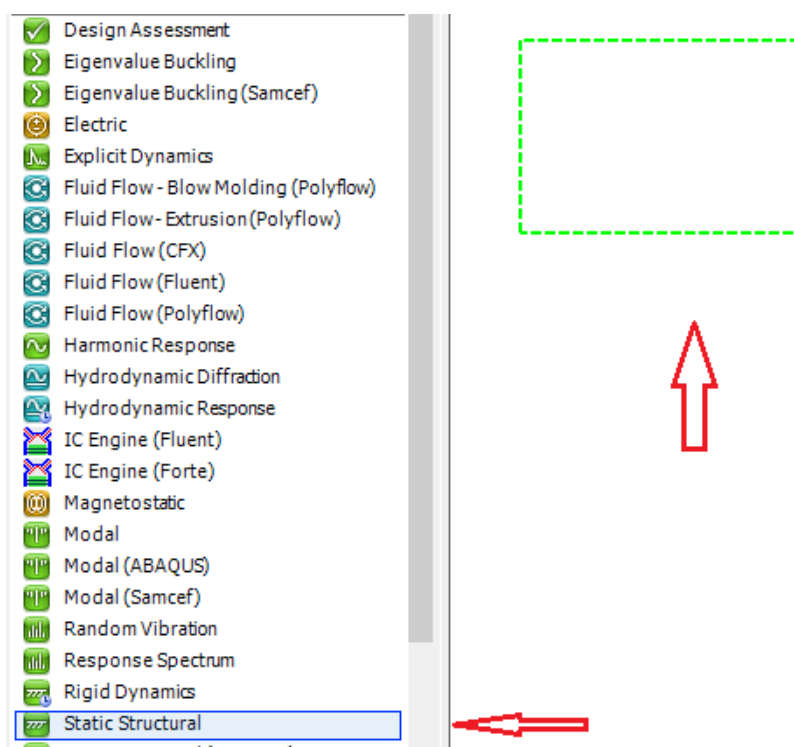 Design Assessment
Eigenvalue Buckling
Eigenvalue Buckling (Samcef)
Electric
Explicit Dynamics
Fluid Flow - Blow Molding (Polyflow)
Fluid Flow - Extrusion (Polyflow)
Fluid Flow (CFX)
Fluid Flow (Fluent)
Fluid Flow (Polyflow)
Harmonic Response
Hydrodynamic Diffraction
Hydrodynamic Response
IC Engine (Fluent)
IC Engine (Forte)
Magnetostatic
Modal
Modal (ABAQUS)
Modal (Samcef)
Random Vibration
Response Spectrum
Rigid Dynamics
Static Structural